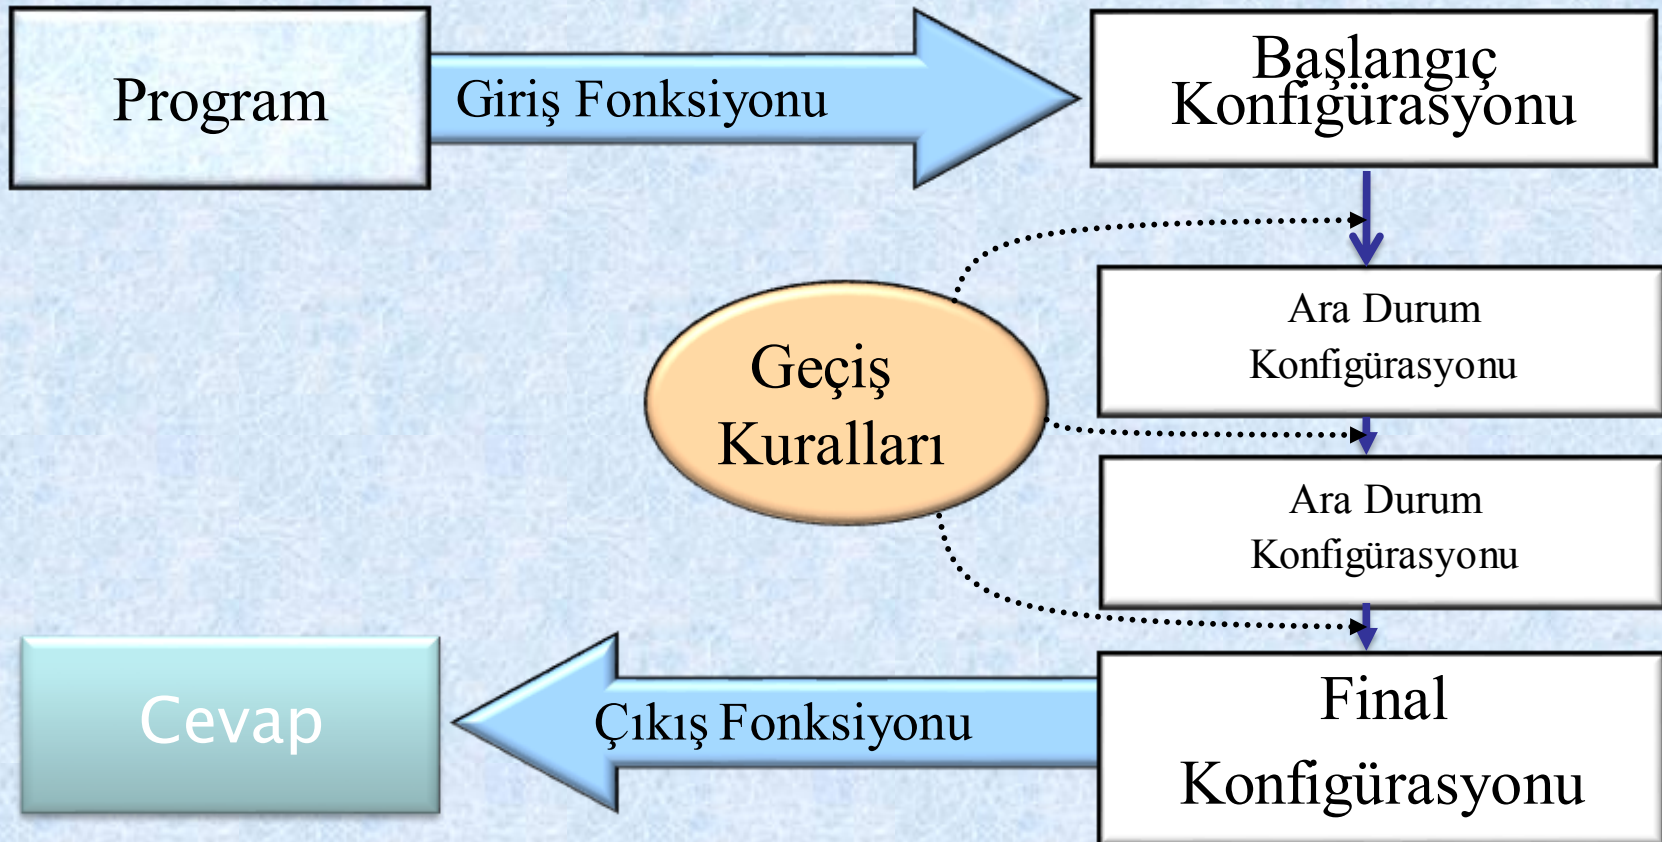 Program
Giriş Fonksiyonu
Başlangıç
Konfigürasyonu
Ara Durum
Konfigürasyonu
Geçiş
Kuralları
Ara Durum
Konfigürasyonu
Final
Konfigürasyonu
Çıkış Fonksiyonu
Cevap